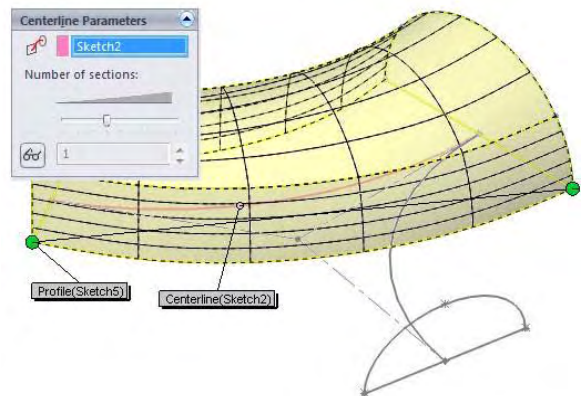 Centerline Parameters
Sketch2
Number of sections:
1
Profile(Sketch5)
Centerline(Sketch2)